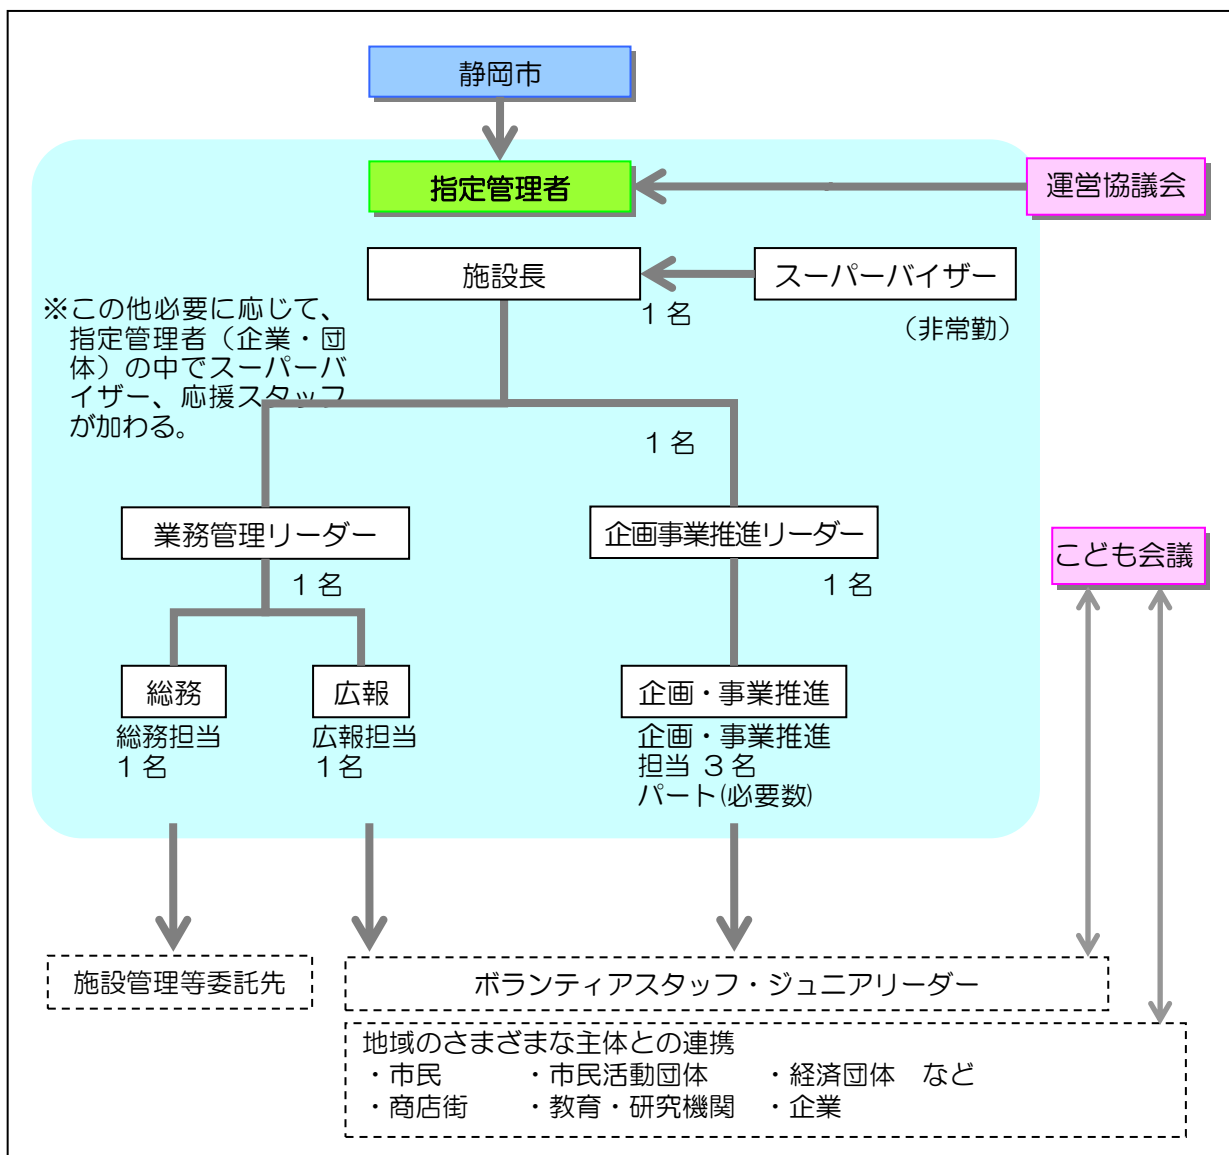 静岡市
指定管理者
運営協議会
施設長
スーパーバイザー
1 名
(非常勤)
※この他必要に応じて、
指定管理者（企業・団
体）の中でスーパーバ
イザー、応援スタッフ
が加わる。
1 名
業務管理リーダー
企画事業推進リーダー
こども会議
1 名
1 名
総務
広報
企画・事業推進
総務担当
1 名
広報担当
1名
企画・事業推進
担当 3 名
パート(必要数)
施設管理等委託先
ボランティアスタッフ・ジュニアリーダー
地域のさまざまな主体との連携
・市民 ・市民活動団体 ・経済団体 など
・商店街 ・教育・研究機関 ・企業